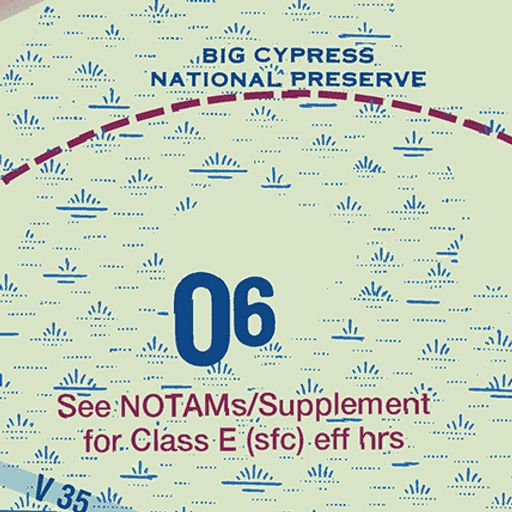 BIG CYPRESS
NATIONAL PRESERVE
06
See NOTAMs/Supplement
for Class E (sfc) eff hrs
V 35